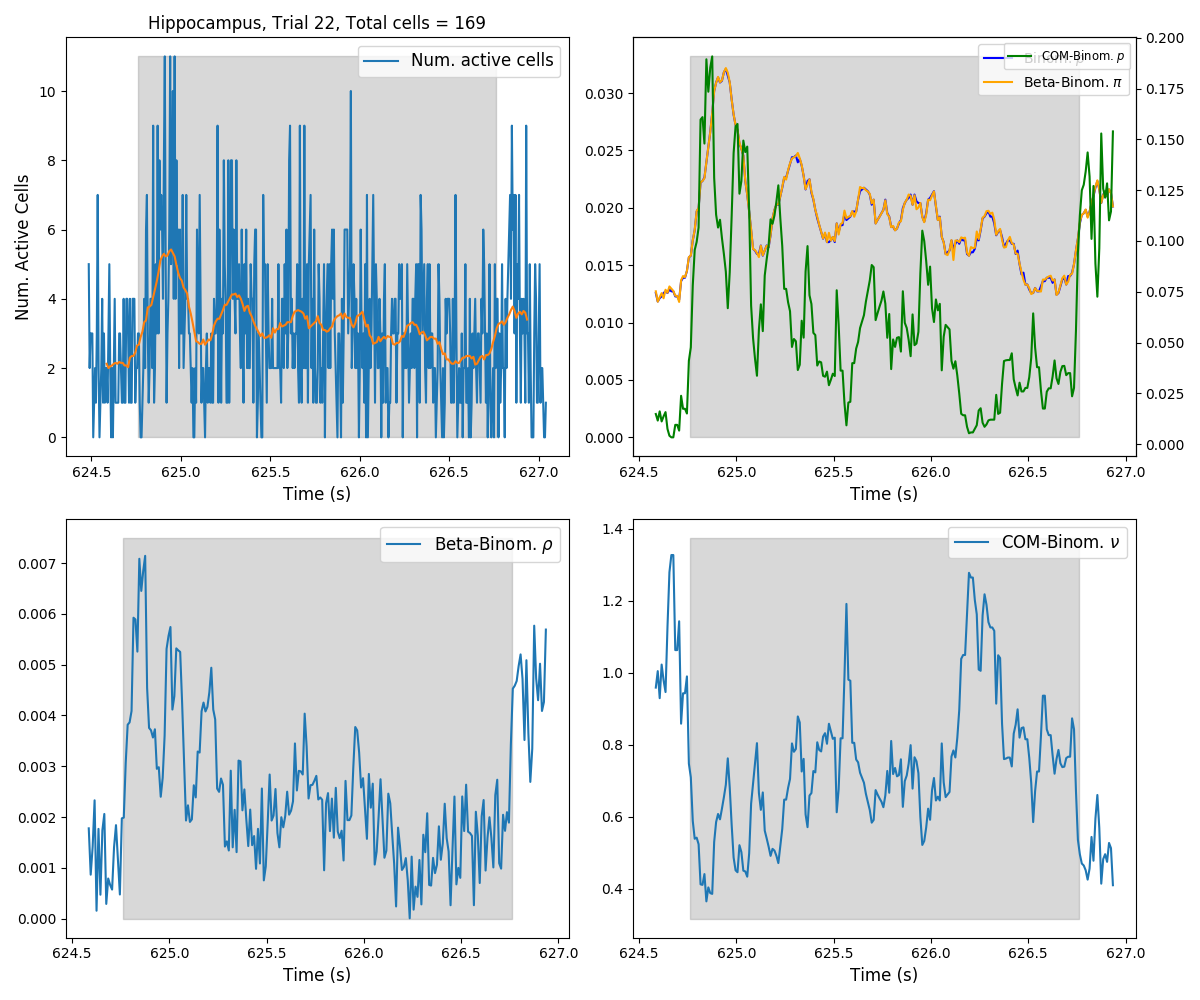 Hippocampus, Trial 22, Total cells = 169
Num. Active Cells
10
8
6
4
2
0
Num. active cells
624.5 625.0 625.5 626.0 626.5 627.0
Time (s)
0.030
0.025
0.020
0.015
0.010
0.005
0.000
COM-Binom. p
Binom. p
Beta-Binom. π
0.200
0.175
0.150
0.125
0.100
0.075
0.050
0.025
0.000
624.5 625.0 625.5 626.0 626.5 627.0
Time (s)
0.007
0.006
0.005
0.004
0.003
0.002
0.001
0.000
Beta-Binom. ρ
624.5 625.0 625.5 626.0 626.5 627.0
Time (s)
1.4
1.2
1.0
0.8
0.6
0.4
COM-Binom. ν
624.5 625.0 625.5 626.0 626.5 627.0
Time (s)